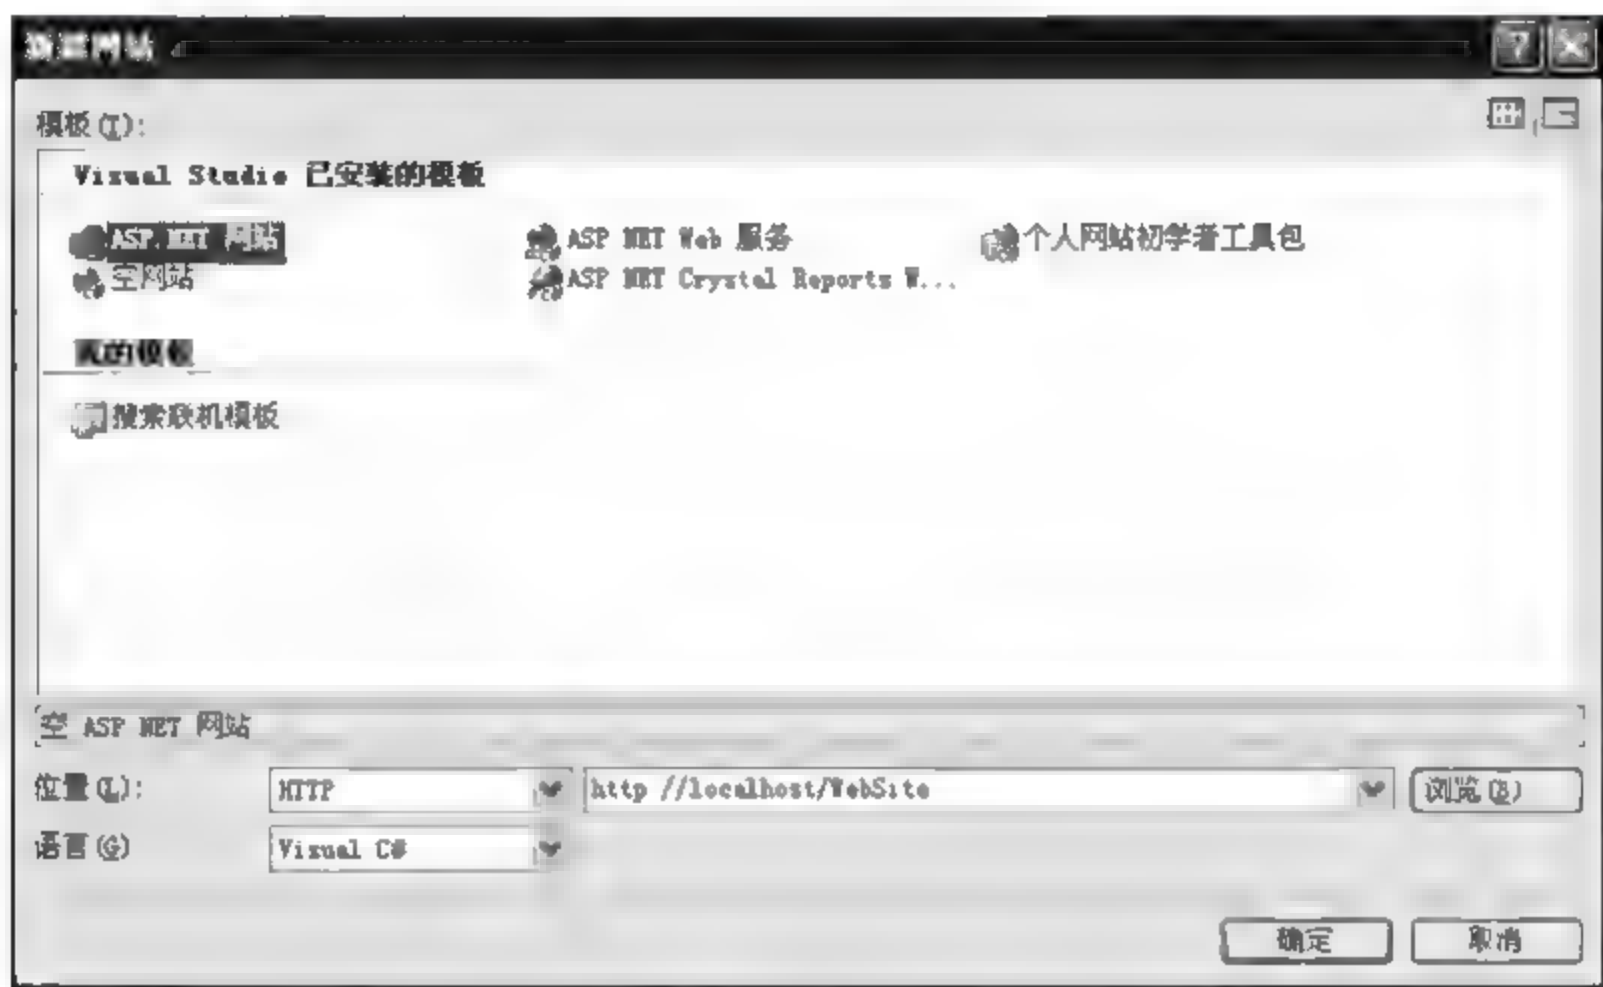 新建网站
模板(T):
Visual Studio 已安装的模板
ASP.NET 网站 ASP NET Web 服务 个人网站初学者工具包
空网站 ASP NET Crystal Reports W...
我的模板
搜索联机模板
空 ASP NET 网站
位置(L): HTTP http //localhost/WebSite 浏览(B)
语言(G) Visual C#
确定 取消